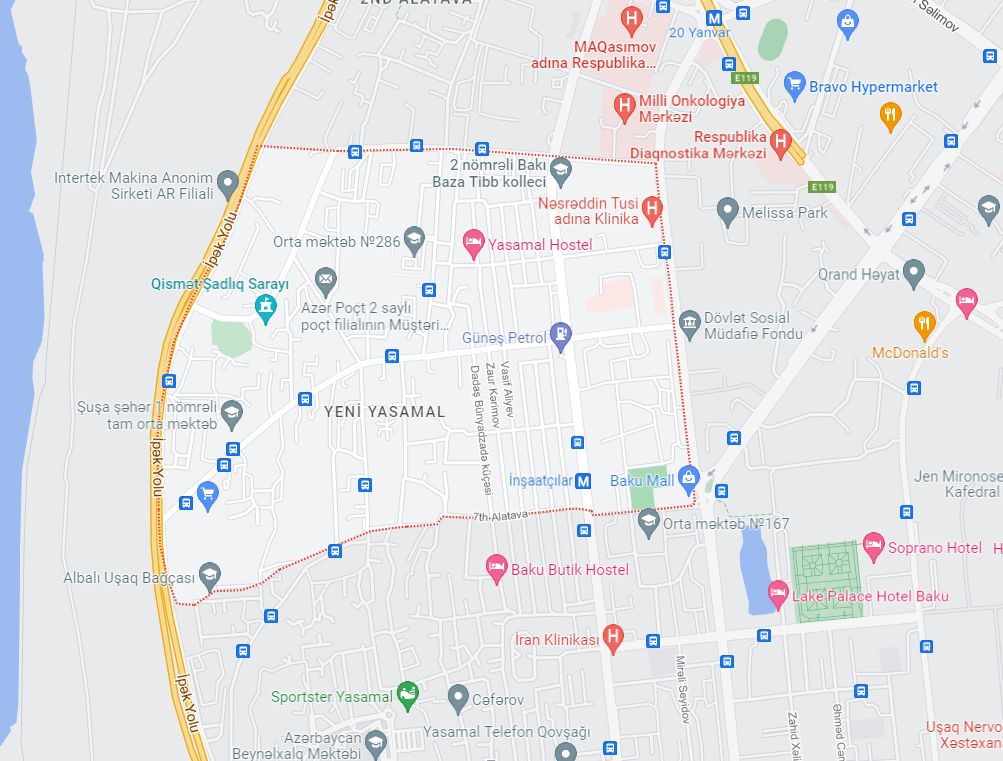 2ND ALATAVA
İpək
Səlimov
20 Yanvar
MAQasımov
adına Respublika...
E119
Bravo Hypermarket
Milli Onkologiya
Mərkəzi
Respublika
Diaqnostika Mərkəzi
2 nömrəli Bakı
Baza Tibb kolleci
Intertek Makina Anonim
Sirketi AR Filiali
E119
Nəsrəddin Tusi
adına Klinika
Melissa Park
İpək Yolu
Orta məktəb №286
Yasamal Hostel
Qrand Həyat
Qismət Şadlıq Sarayı
Azər Poçt 2 saylı
poçt filialının Müştəri...
Dövlət Sosial
Müdafiə Fondu
Günəş Petrol
McDonald's
Vasif Əliyev
Zaur Kərimov
Dadaş Bünyadzadə küçəsi
Şuşa şəhər 1 nömrəli
tam orta məktəb
YENİ YASAMAL
İpək Yolu
İnşaatçılar
Baku Mall
Jen Mironose
Kafedral
7th Alatava
Orta məktəb №167
Soprano Hotel
H
Albalı Uşaq Bağçası
Baku Butik Hostel
Lake Palace Hotel Baku
İran Klinikası
Mirəli Seyidov
İpək Yolu
Sportster Yasamal
Cəfərov
Zahid Xəli
Əhməd Cəm
Yasamal Telefon Qovşağı
Uşaq Nervo
Xəstəxan
Azərbaycan
Beynəlxalq Məktəbi